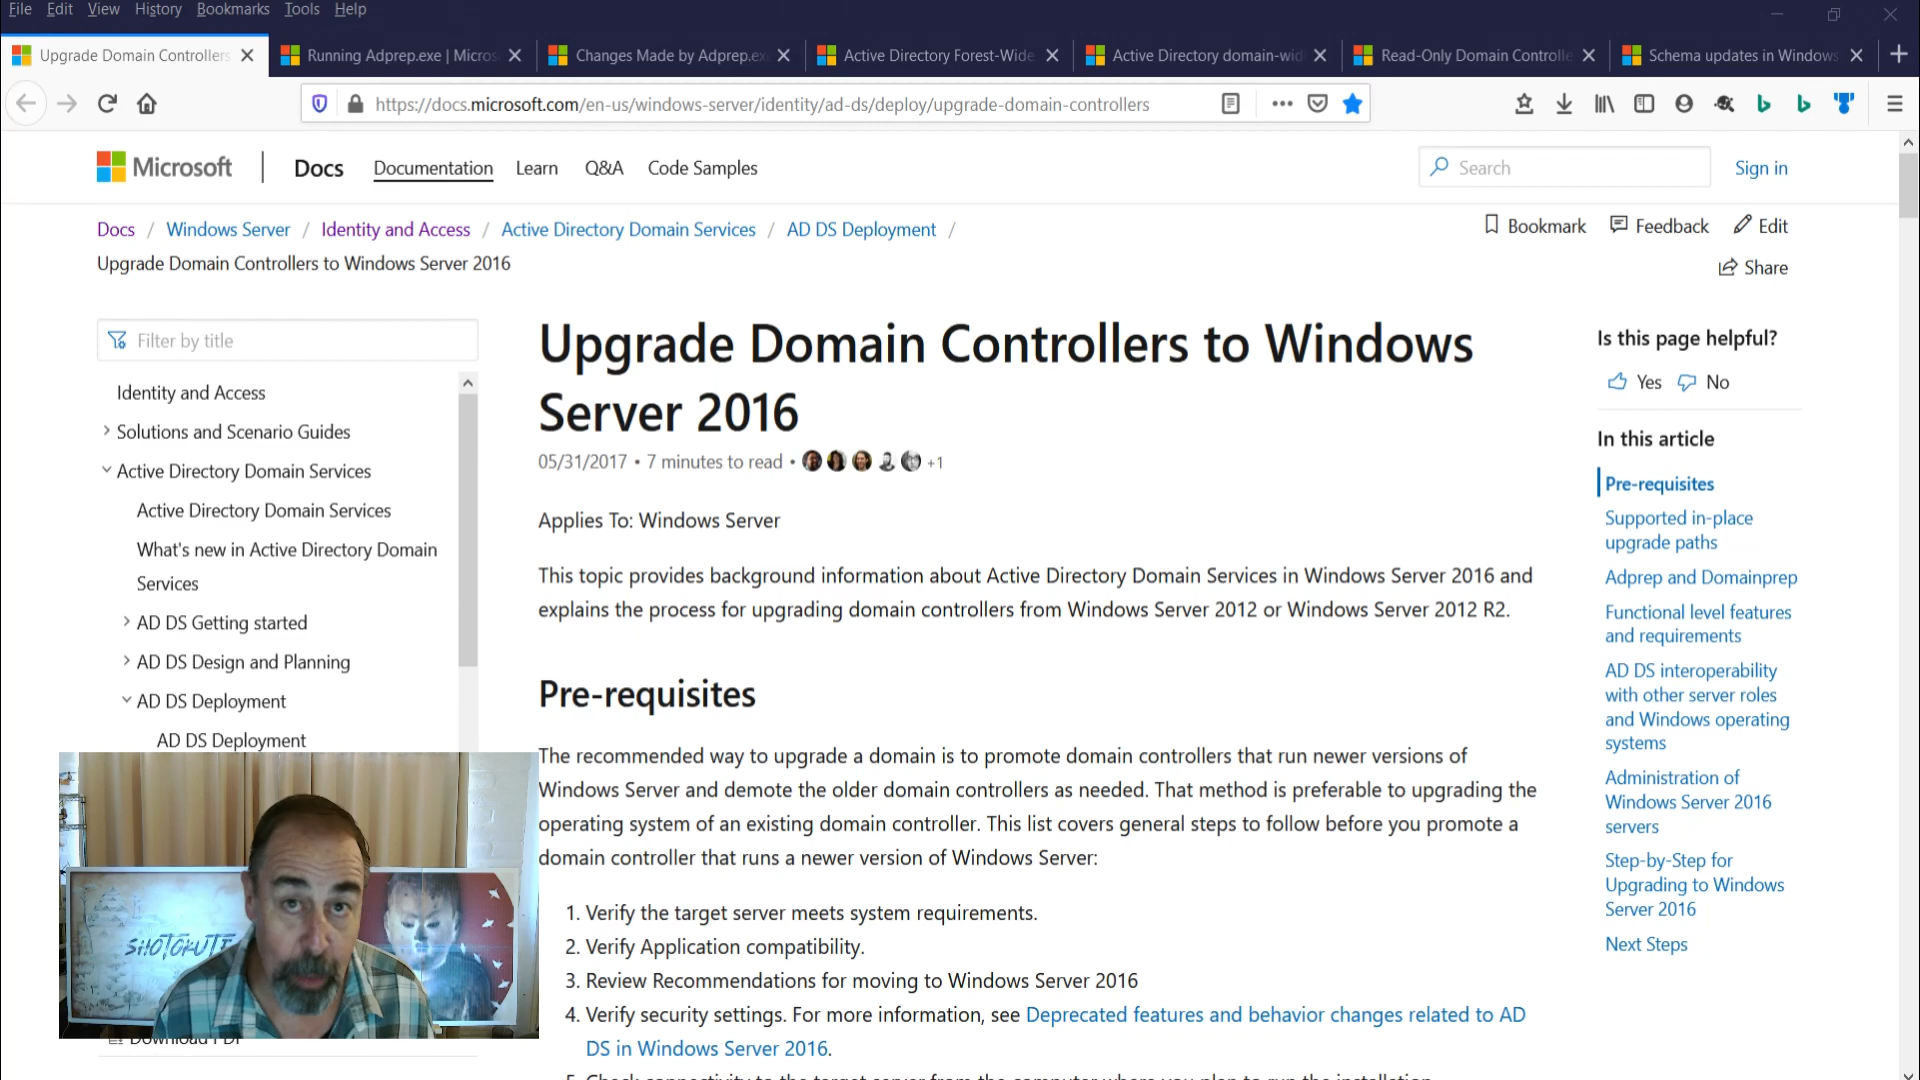 File Edit View History Bookmarks Tools Help
Upgrade Domain Controllers
Running Adprep.exe | Micros
Changes Made by Adprep.ex
Active Directory Forest-Wide
Active Directory domain-wid
Read-Only Domain Controlle
Schema updates in Windows
https://docs.microsoft.com/en-us/windows-server/identity/ad-ds/deploy/upgrade-domain-controllers
Microsoft Docs Documentation Learn Q&A Code Samples Search Sign in
Docs / Windows Server / Identity and Access / Active Directory Domain Services / AD DS Deployment /
Upgrade Domain Controllers to Windows Server 2016
Bookmark Feedback Edit
Share
Filter by title
Identity and Access
Solutions and Scenario Guides
Active Directory Domain Services
Active Directory Domain Services
What's new in Active Directory Domain
Services
AD DS Getting started
AD DS Design and Planning
AD DS Deployment
AD DS Deployment
Download PDF
SHOTOKU
Upgrade Domain Controllers to Windows
Server 2016
05/31/2017 • 7 minutes to read • +1
Applies To: Windows Server
This topic provides background information about Active Directory Domain Services in Windows Server 2016 and
explains the process for upgrading domain controllers from Windows Server 2012 or Windows Server 2012 R2.
Pre-requisites
The recommended way to upgrade a domain is to promote domain controllers that run newer versions of
Windows Server and demote the older domain controllers as needed. That method is preferable to upgrading the
operating system of an existing domain controller. This list covers general steps to follow before you promote a
domain controller that runs a newer version of Windows Server:
1. Verify the target server meets system requirements.
2. Verify Application compatibility.
3. Review Recommendations for moving to Windows Server 2016
4. Verify security settings. For more information, see Deprecated features and behavior changes related to AD
DS in Windows Server 2016.
5. Check connectivity to the target server from the computer where you plan to run the installation.
Is this page helpful?
Yes No
In this article
Pre-requisites
Supported in-place
upgrade paths
Adprep and Domainprep
Functional level features
and requirements
AD DS interoperability
with other server roles
and Windows operating
systems
Administration of
Windows Server 2016
servers
Step-by-Step for
Upgrading to Windows
Server 2016
Next Steps